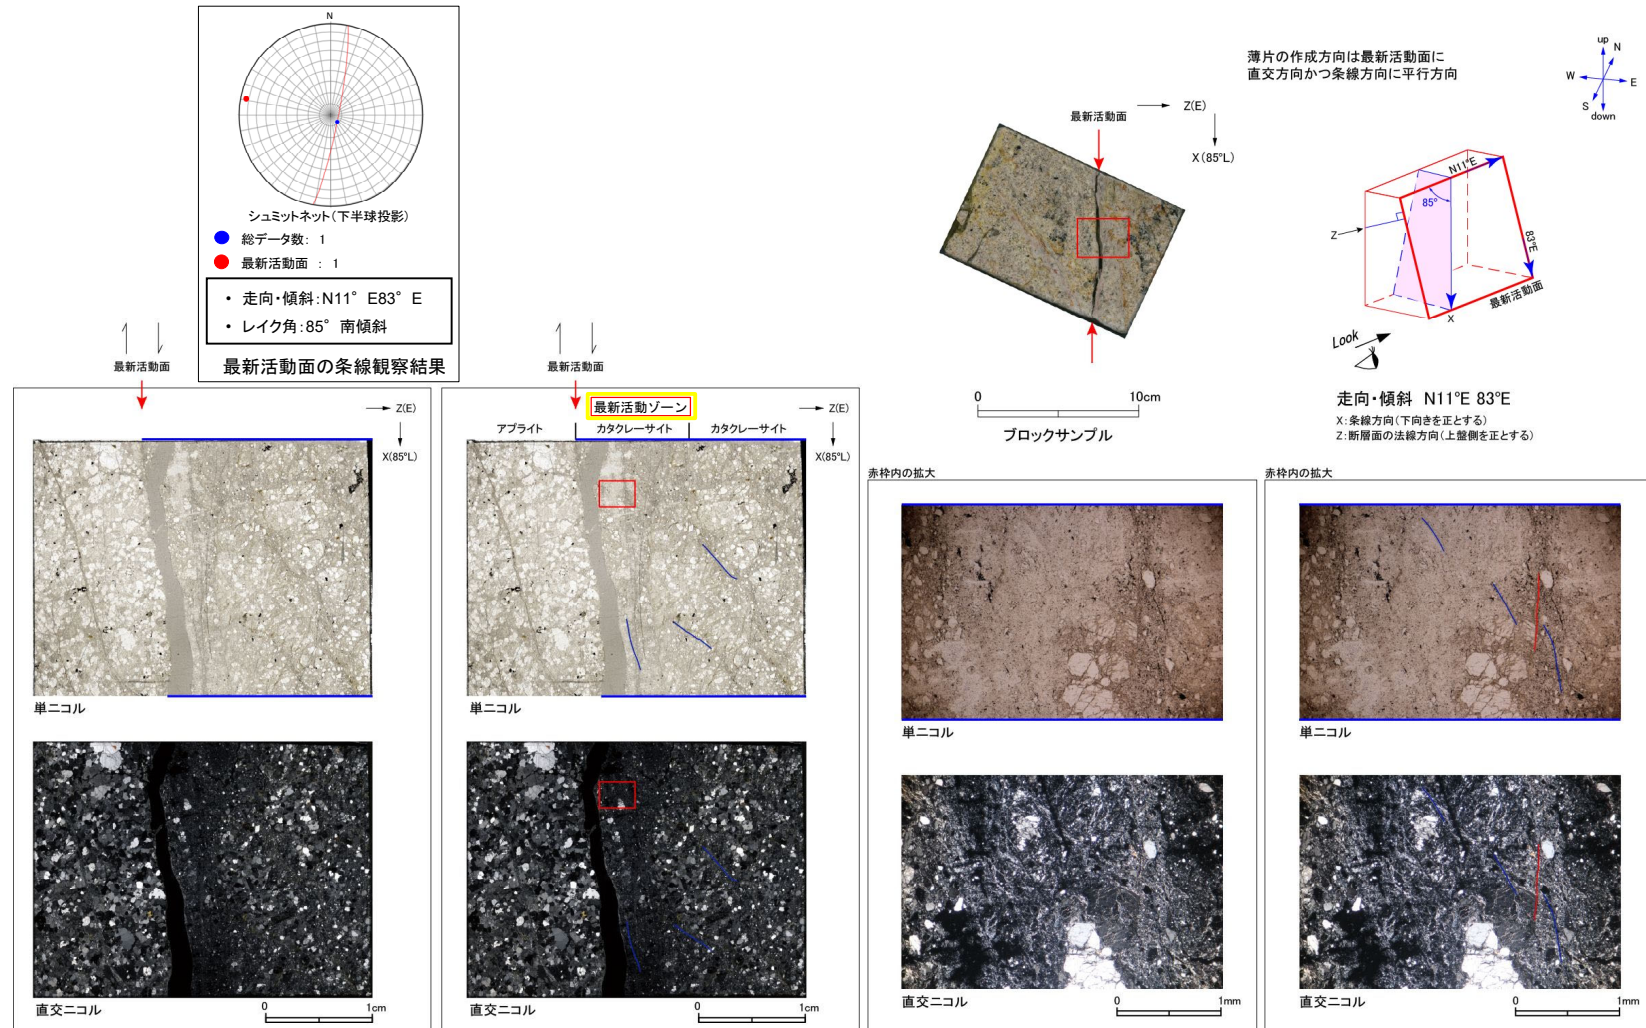 N
シュミットネット(下半球投影)
総データ数: 1
最新活動面 : 1
・ 走向・傾斜:N11°E83°E
・ レイク角:85°南傾斜
最新活動面の条線観察結果
最新活動面
Z(E)
X(85°L)
単ニコル
直交ニコル
0 1cm
最新活動面
最新活動ゾーン
アプライト
カタクレーサイト
カタクレーサイト
Z(E)
X(85°L)
単ニコル
直交ニコル
0 1cm
薄片の作成方向は最新活動面に
直交方向かつ条線方向に平行方向
up
N
W
E
S
down
最新活動面
Z(E)
X(85°L)
0 10cm
ブロックサンプル
N11°E
85°
Z
83°E
最新活動面
X
Look
走向・傾斜 N11°E 83°E
X:条線方向(下向きを正とする)
Z:断層面の法線方向(上盤側を正とする)
赤枠内の拡大
単ニコル
直交ニコル
0 1mm
赤枠内の拡大
単ニコル
直交ニコル
0 1mm